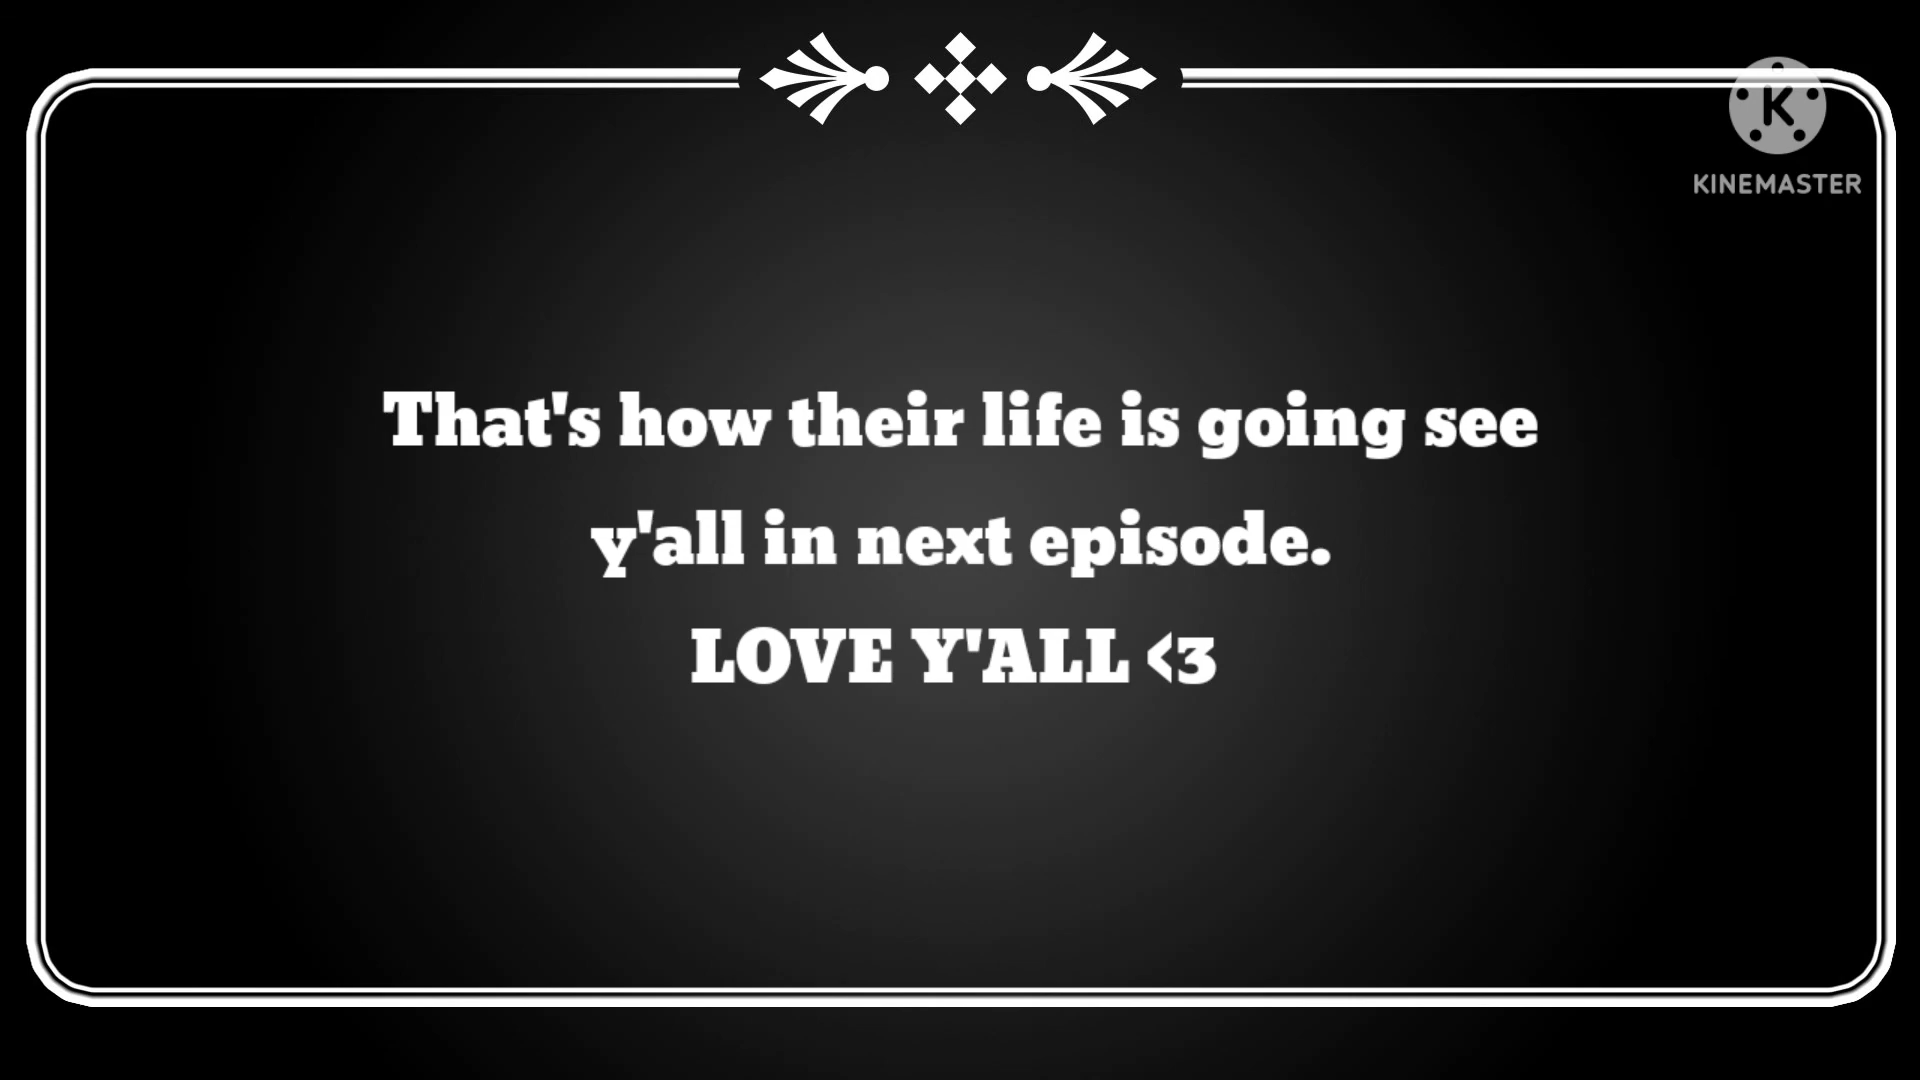 K
KINEMASTER
That's how their life is going see
y'all in next episode.
LOVE Y'ALL <3